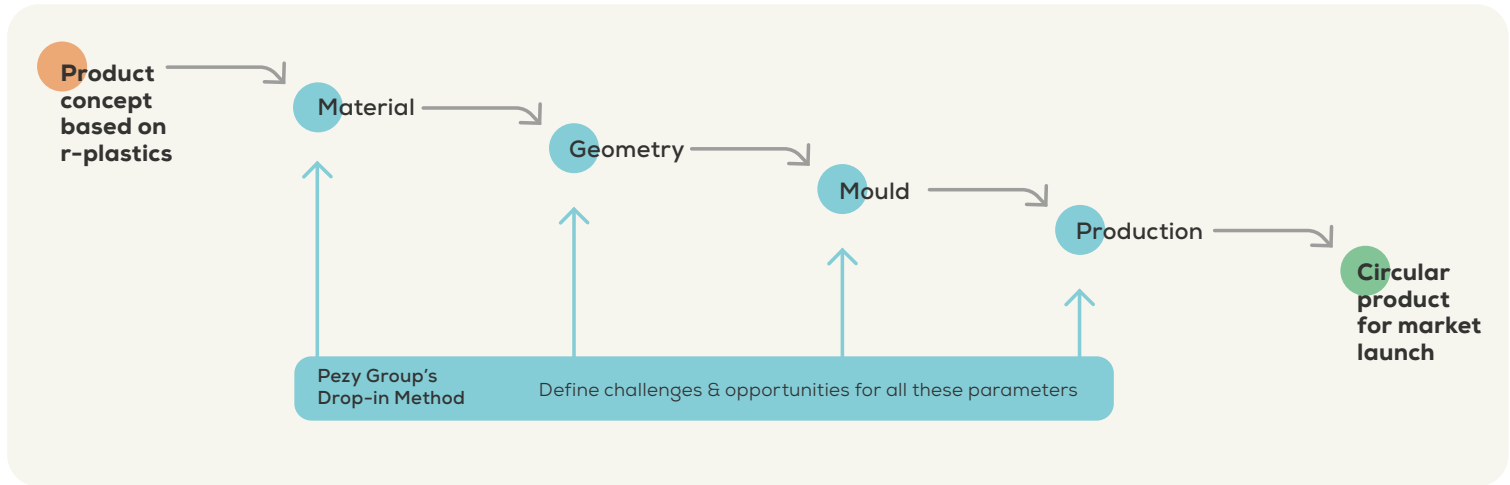 Product
concept
based on
r-plastics
Material
Geometry
Mould
Production
Circular
product
for market
launch
Pezy Group's
Drop-in Method
Define challenges & opportunities for all these parameters